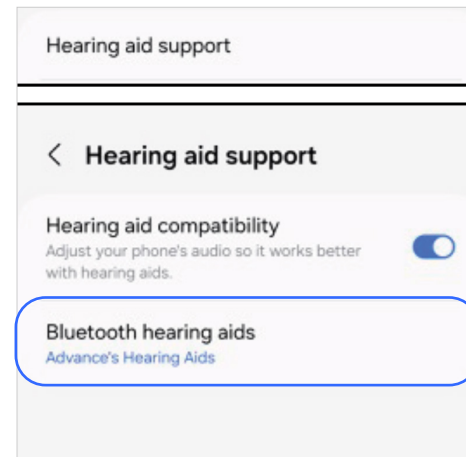 Hearing aid support
Hearing aid support
Hearing aid compatibility
Adjust your phone's audio so it works better
with hearing aids.
Bluetooth hearing aids
Advance's Hearing Aids